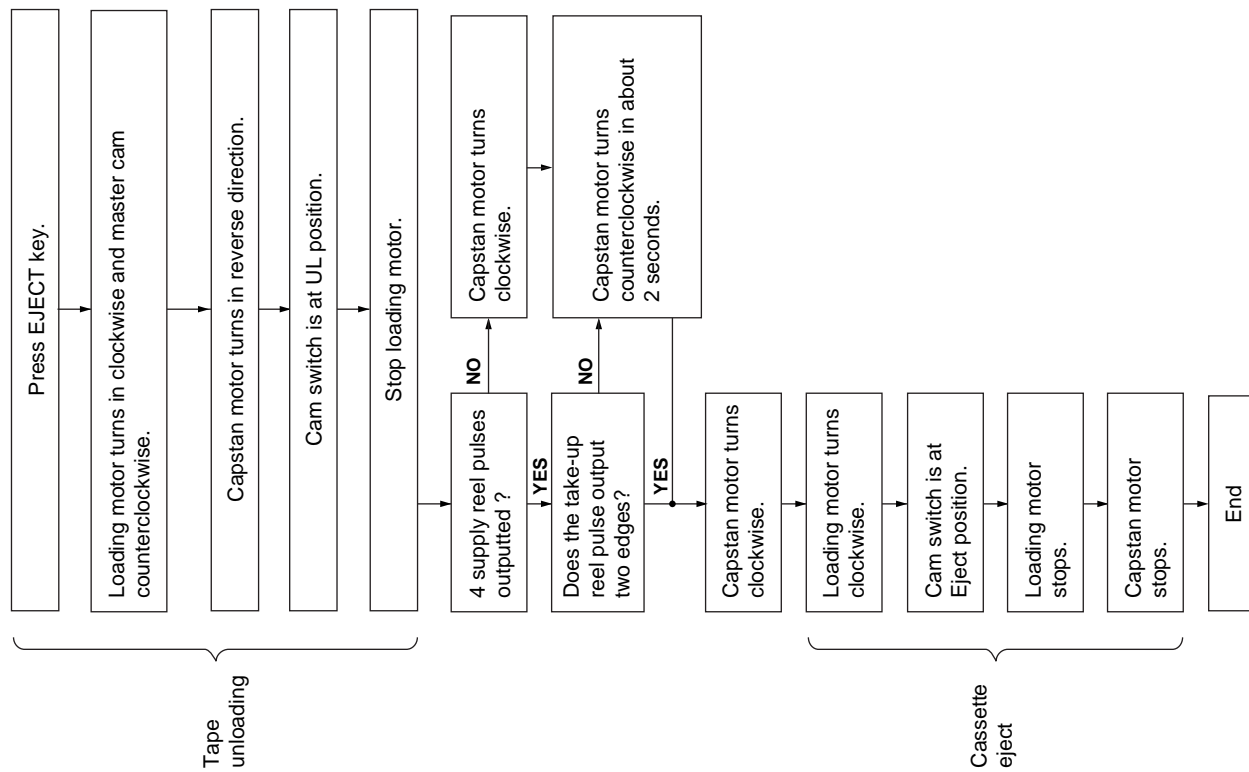 Press EJECT key.
Loading motor turns in clockwise and master cam
counterclockwise.
Capstan motor turns in reverse direction.
Cam switch is at UL position.
Stop loading motor.
Tape
unloading
4 supply reel pulses
outputted ?
NO
Capstan motor turns
clockwise.
YES
Does the take-up
reel pulse output
two edges?
NO
Capstan motor turns
counterclockwise in about
2 seconds.
YES
Capstan motor turns
clockwise.
Loading motor turns
clockwise.
Cam switch is at
Eject position.
Loading motor
stops.
Capstan motor
stops.
Cassette
eject
End